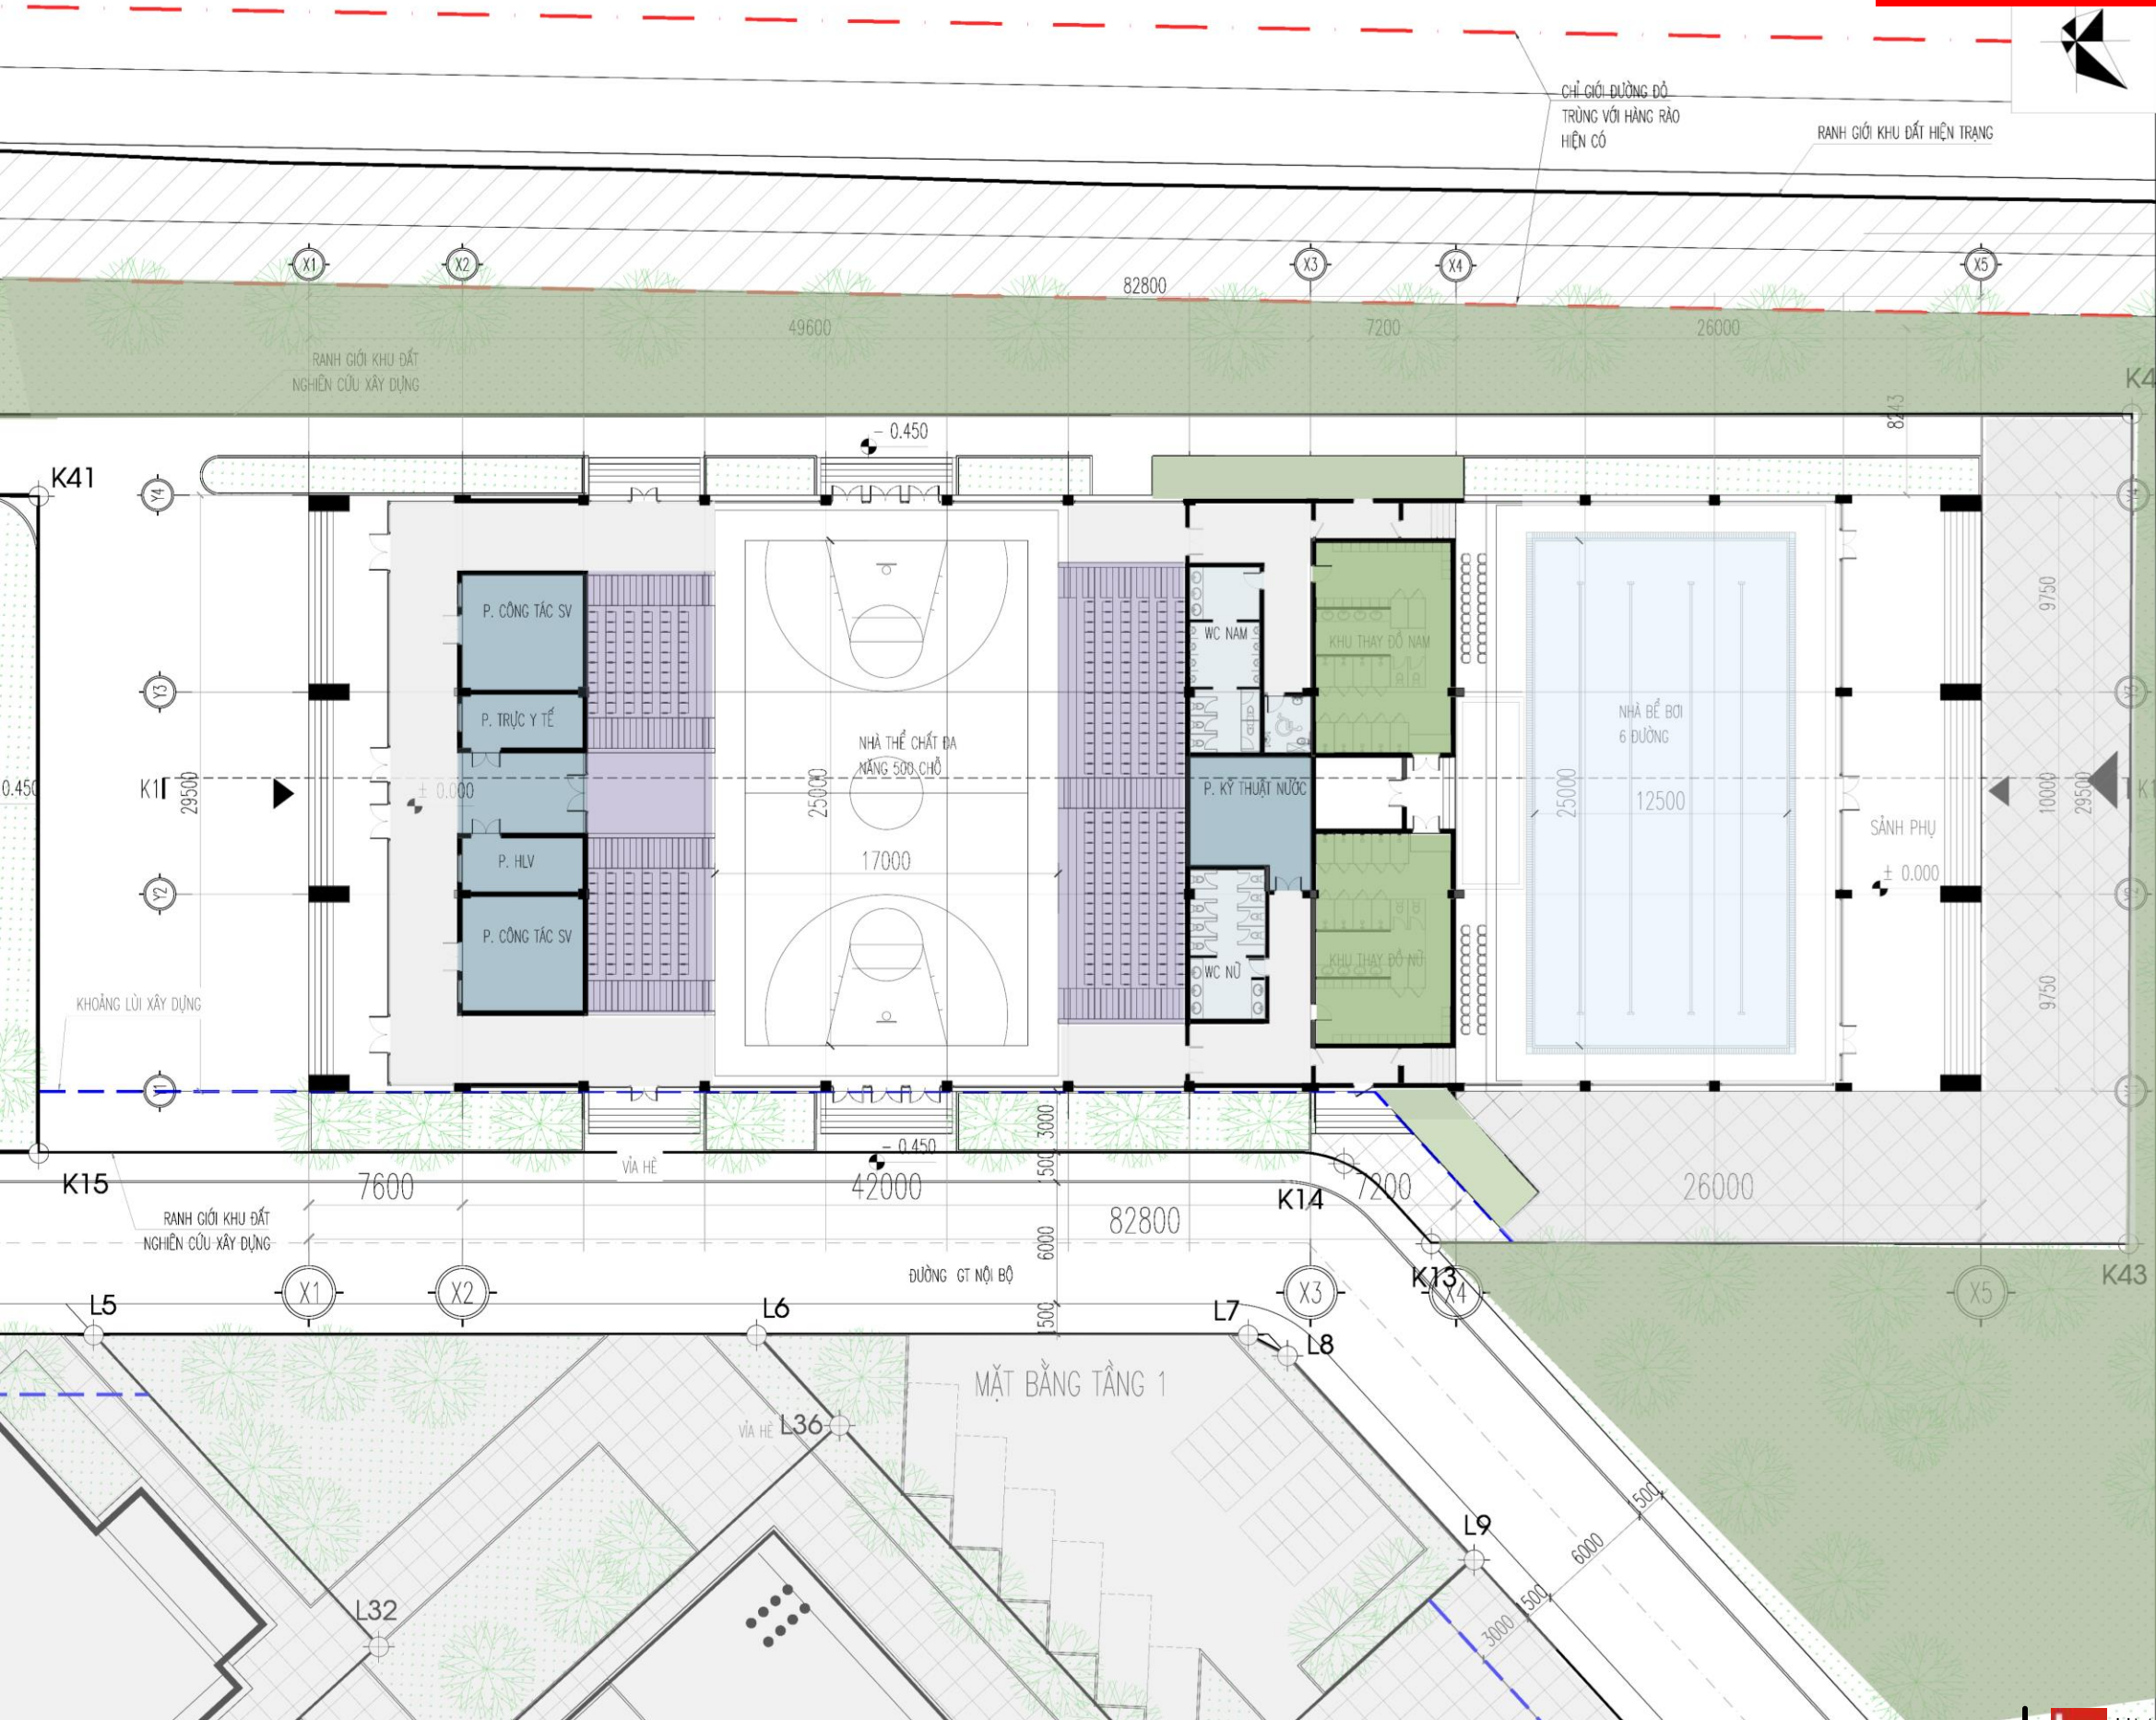 CHỈ GIỚI ĐƯỜNG ĐỎ
TRÙNG VỚI HÀNG RÀO
HIỆN CÓ
RANH GIỚI KHU ĐẤT HIỆN TRẠNG
X1
X2
X3
X4
X5
82800
49600
7200
26000
RANH GIỚI KHU ĐẤT
NGHIÊN CỨU XÂY DỰNG
K4
8243
- 0.450
K41
Y4
Y4
P. CÔNG TÁC SV
WC NAM
KHU THAY ĐỒ NAM
9750
Y3
Y3
P. TRỰC Y TẾ
NHÀ THỂ CHẤT ĐA
NĂNG 500 CHỖ
NHÀ BỂ BƠI
6 ĐƯỜNG
0.450
K1
29500
± 0.000
25000
P. KỸ THUẬT NƯỚC
25000
12500
10000
29500
K1
SẢNH PHỤ
± 0.000
P. HLV
17000
Y2
Y2
P. CÔNG TÁC SV
WC NỮ
KHU THAY ĐỒ NỮ
9750
KHOẢNG LÙI XÂY DỰNG
Y1
3000
- 0.450
VỈA HÈ
1500
K15
7600
42000
K14
7200
26000
RANH GIỚI KHU ĐẤT
NGHIÊN CỨU XÂY DỰNG
82800
6000
ĐƯỜNG GT NỘI BỘ
K13
K43
X1
X2
X3
X4
X5
L5
L6
L7
L8
1500
MẶT BẰNG TẦNG 1
VỈA HÈ
L36
1500
L9
6000
1500
3000
L32